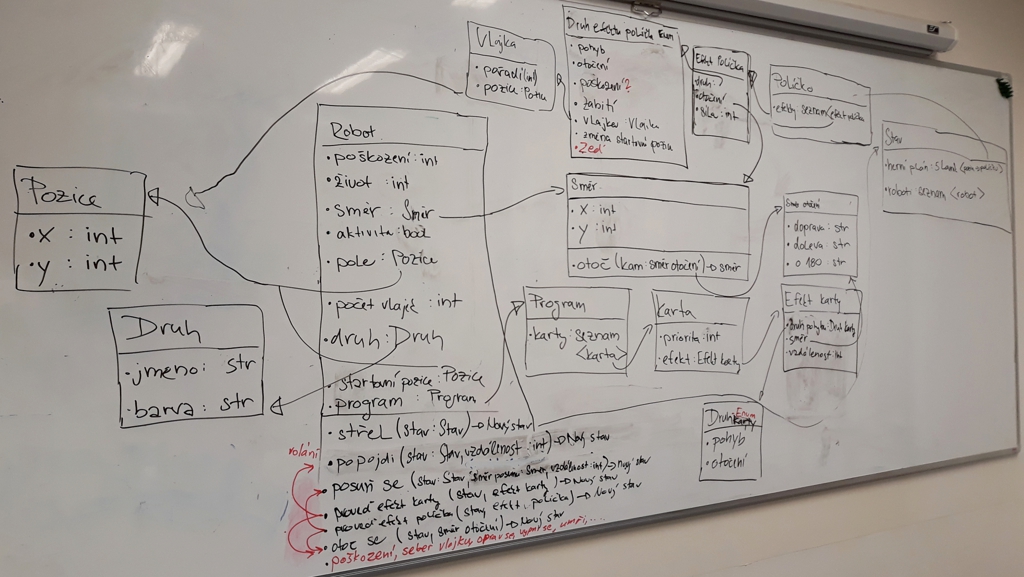 Vlajka
• pořadí (int)
• pozice: Pozice
Druh efektu políčka Enum
• pohyb
• otočení
• poškození?
• zabití
• vlajka: Vlajka
• změna startovní pozice
• Zeď
Efekt Políčka
druh:
otočení
síla: int
Políčko
• efekty seznam <efekt políčka>
Stav
• herní plán: Slovník
• roboti seznam <robot>
Pozice
• x : int
• y : int
Druh
• jmeno: str
• barva: str
Robot
• poškození: int
• život: int
• směr: Směr
• aktivita: bool
• pole: Pozice
• počet vlajek: int
• druh: Druh
• startovní pozice: Pozice
• program: Program
• střel (stav: Stav) → Nový stav
• popojdi (stav: Stav, vzdálenost: int) → Nový stav
• posuň se (stav: Stav, směr posunu: Směr, vzdálenost: int) → Nový stav
• proveď efekt karty (stav, efekt karty) → Nový stav
• proveď efekt políčka (stav, efekt. políčka) → Nový stav
• otoč se (stav, směr otočení) → Nový stav
• poškození, seber vlajku, oprav se, vypni se, umři, ...
volání
Směr
• x : int
• y : int
• otoč (kam: směr otočení) → směr
Směr otočení
• doprava: str
• doleva: str
• o 180: str
Program
• karty: Seznam
<karta>
Karta
• priorita: int
• efekt: Efekt karty
Efekt karty
• Druh pohybu: Druh karty
• směr
• vzdálenost: int
Druh karty Enum
• pohyb
• otočení